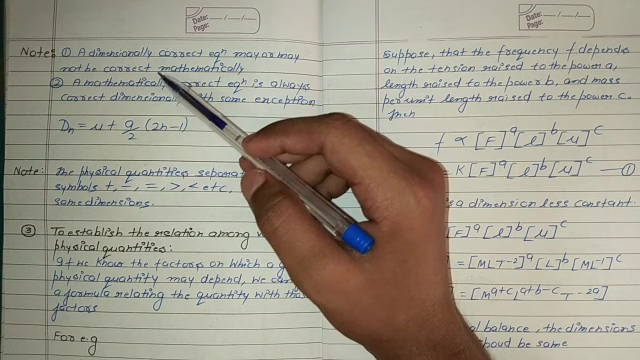 Date:
Page:
Note: ① A dimensionally correct eqⁿ may or may
not be correct mathematically
② A mathematically correct eqⁿ is always
correct dimensionally with some exception
Dn = u + a/2 (2n-1)
Note: the physical quantities separated
symbols +, -, =, >, < etc,
same dimensions.
③ To establish the relation among
physical quantities:
If we know the factors on which a
physical quantity may depend, we can
a formula relating the quantity with
factors
For e.g
Date:
Page:
Suppose, that the frequency f depends
on the tension raised to the power a,
length raised to the power b, and mass
per unit length raised to the power c.
Then
f ∝ [F]^a [l]^b [u]^c
= K[F]^a [l]^b [u]^c — ①
is a dimension less constant.
[F]^a [l]^b [u]^c
= [MLT⁻²]^a [L]^b [ML⁻¹]^c
= [M^a+c L^a+b-c T^-2a]
balance, the dimensions
shoud be same